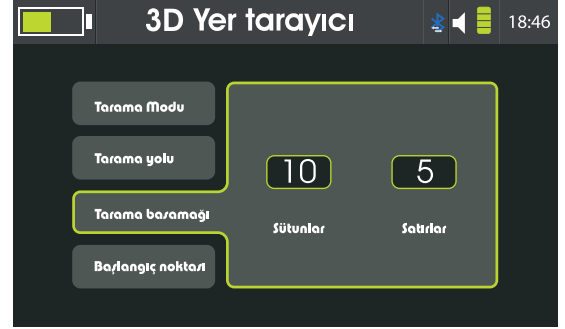 3D Yer tarayıcı
18:46
Tarama Modu
Tarama yolu
Tarama basamağı
Başlangıç noktası
10
5
Sütunlar
Satırlar